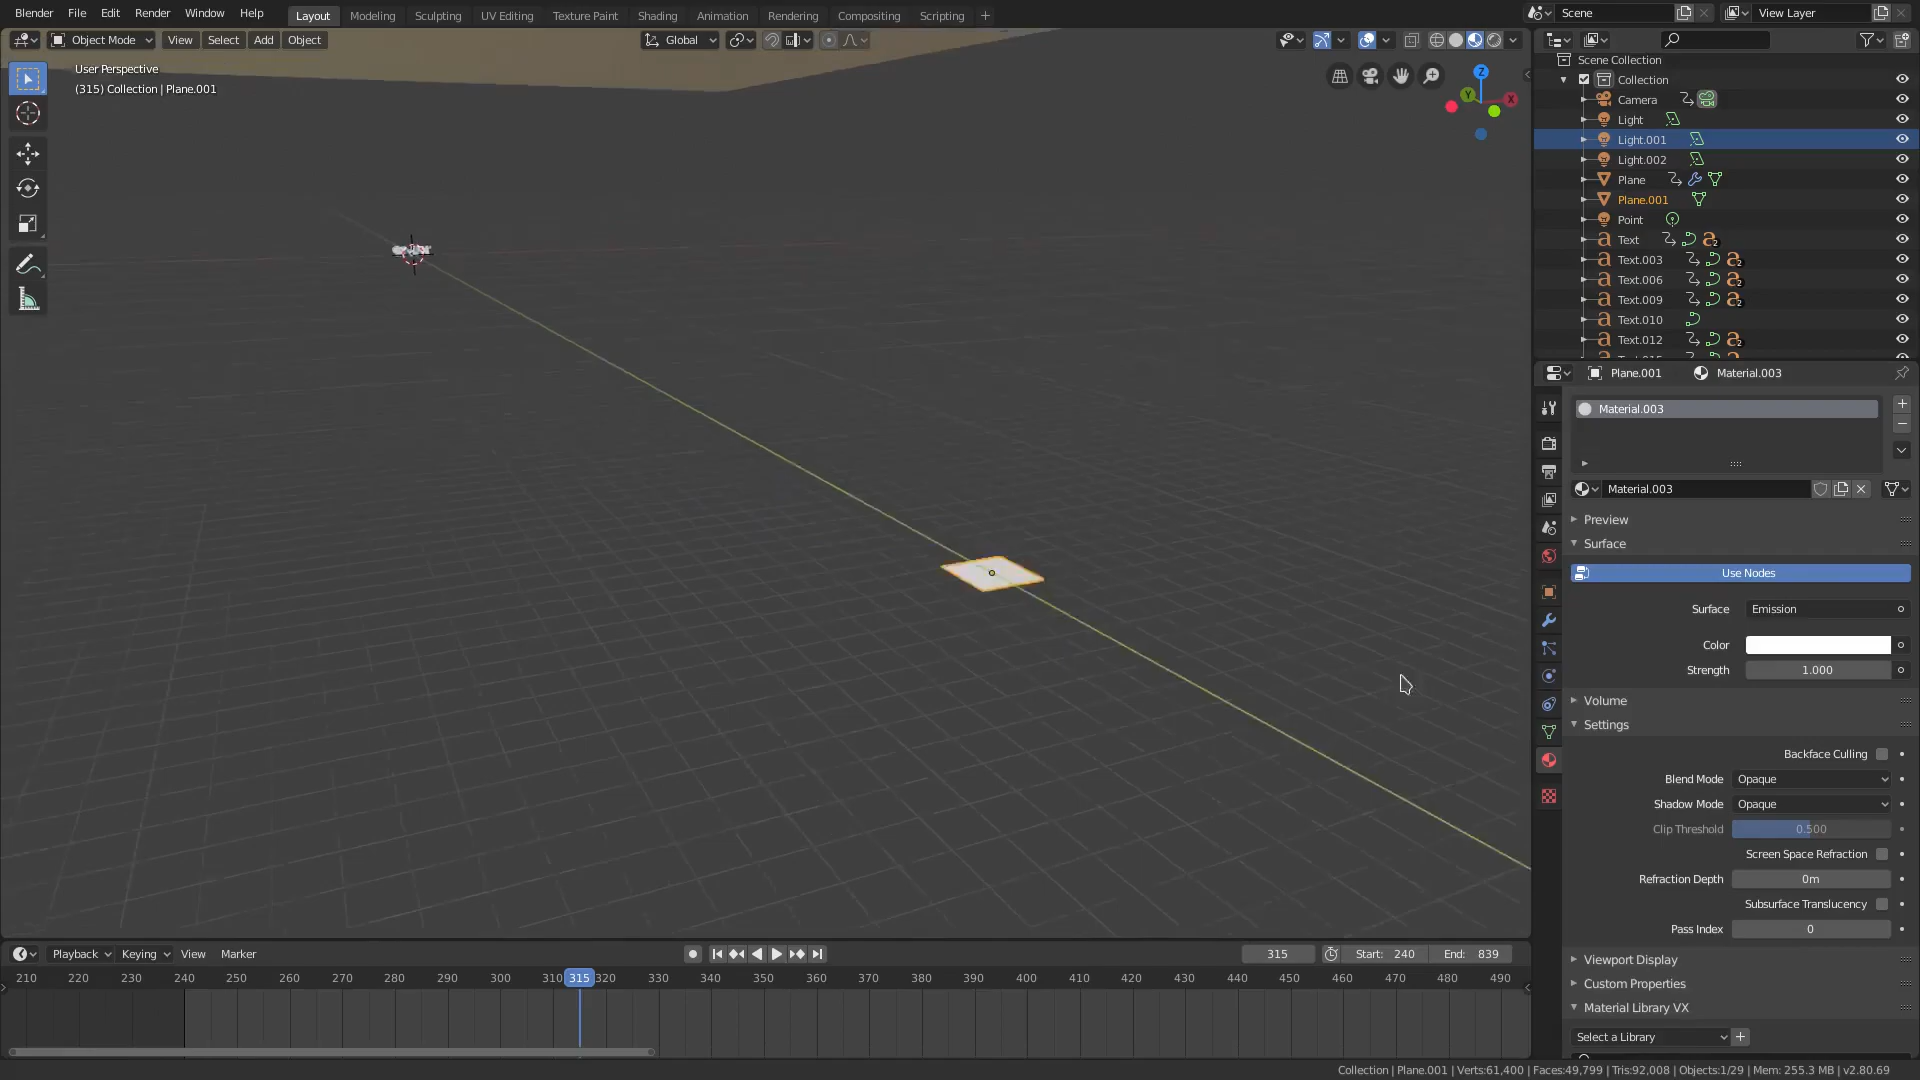 Blender File Edit Render Window Help Layout Modeling Sculpting UV Editing Texture Paint Shading Animation Rendering Compositing Scripting + Scene View Layer
Object Mode View Select Add Object Global
User Perspective
(315) Collection | Plane.001
Z
Y
X
Scene Collection
Collection
Camera
Light
Light.001
Light.002
Plane
Plane.001
Point
Text
Text.003
Text.006
Text.009
Text.010
Text.012
Plane.001 Material.003
Material.003
Material.003
Preview
Surface
Use Nodes
Surface Emission
Color
Strength 1.000
Volume
Settings
Backface Culling
Blend Mode Opaque
Shadow Mode Opaque
Clip Threshold 0.500
Screen Space Refraction
Refraction Depth 0m
Subsurface Translucency
Pass Index 0
Viewport Display
Custom Properties
Material Library VX
Select a Library
Playback Keying View Marker 315 Start: 240 End: 839
210 220 230 240 250 260 270 280 290 300 310 315 320 330 340 350 360 370 380 390 400 410 420 430 440 450 460 470 480 490
Collection | Plane.001 | Verts:61,400 | Faces:49,799 | Tris:92,008 | Objects:1/29 | Mem: 255.3 MB | v2.80.69